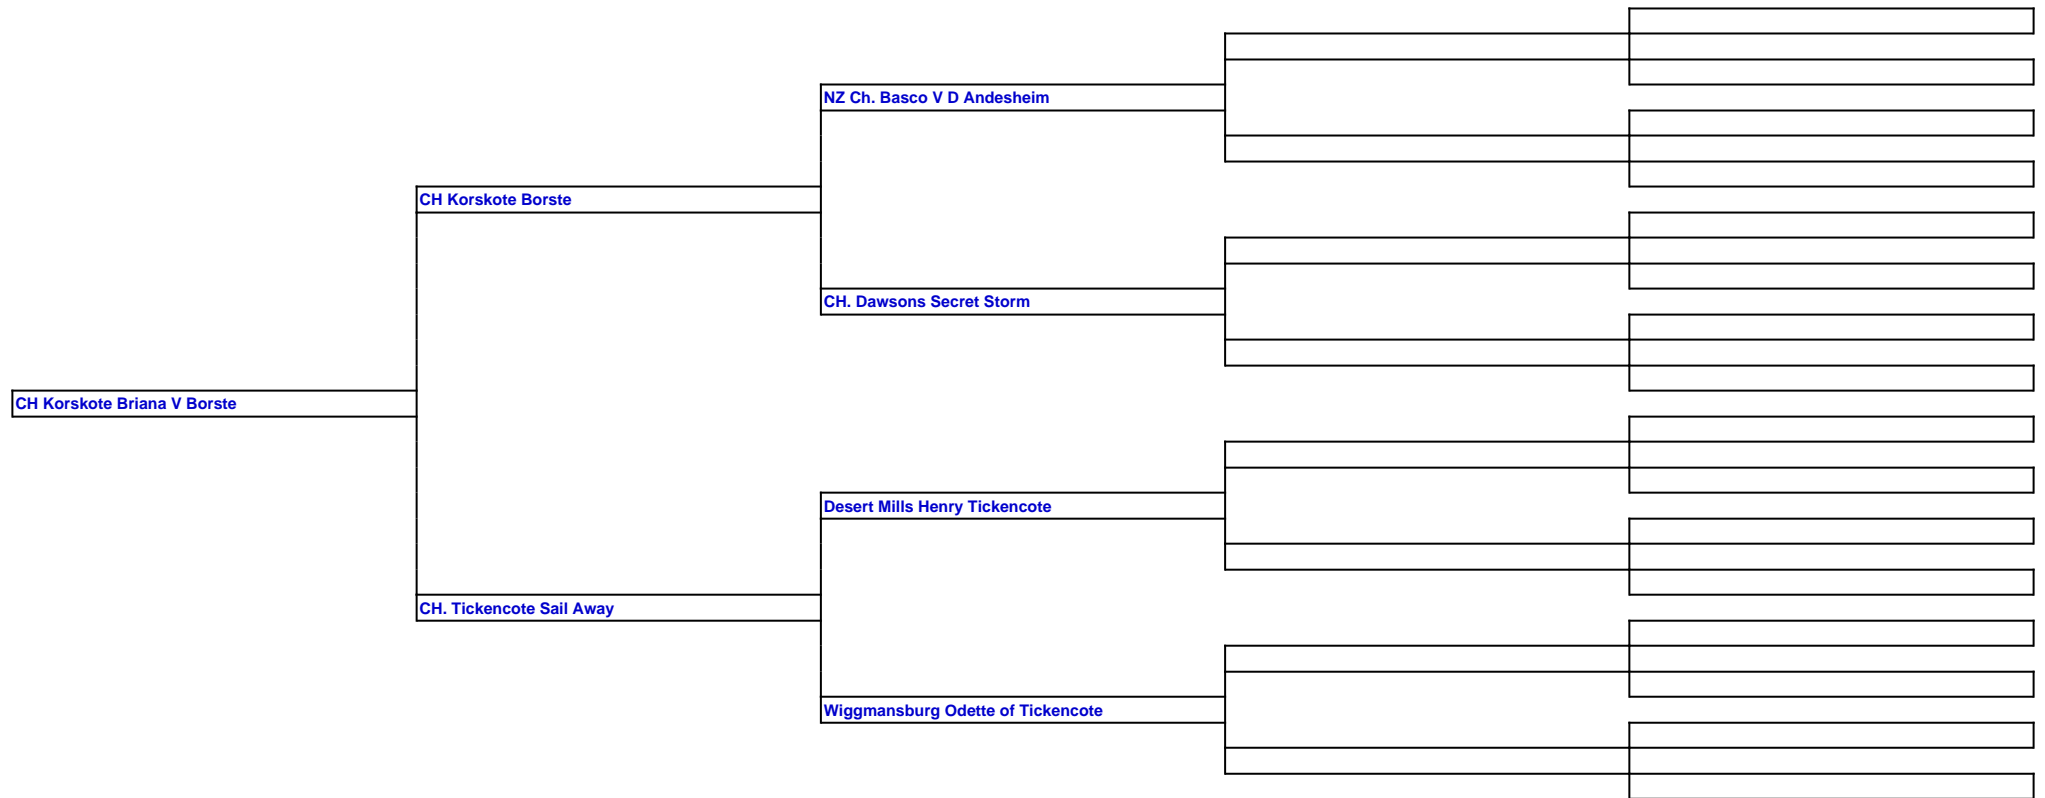 NZ Ch. Basco V D Andesheim
CH Korskote Borste
CH. Dawsons Secret Storm
CH Korskote Briana V Borste
Desert Mills Henry Tickencote
CH. Tickencote Sail Away
Wiggmansburg Odette of Tickencote